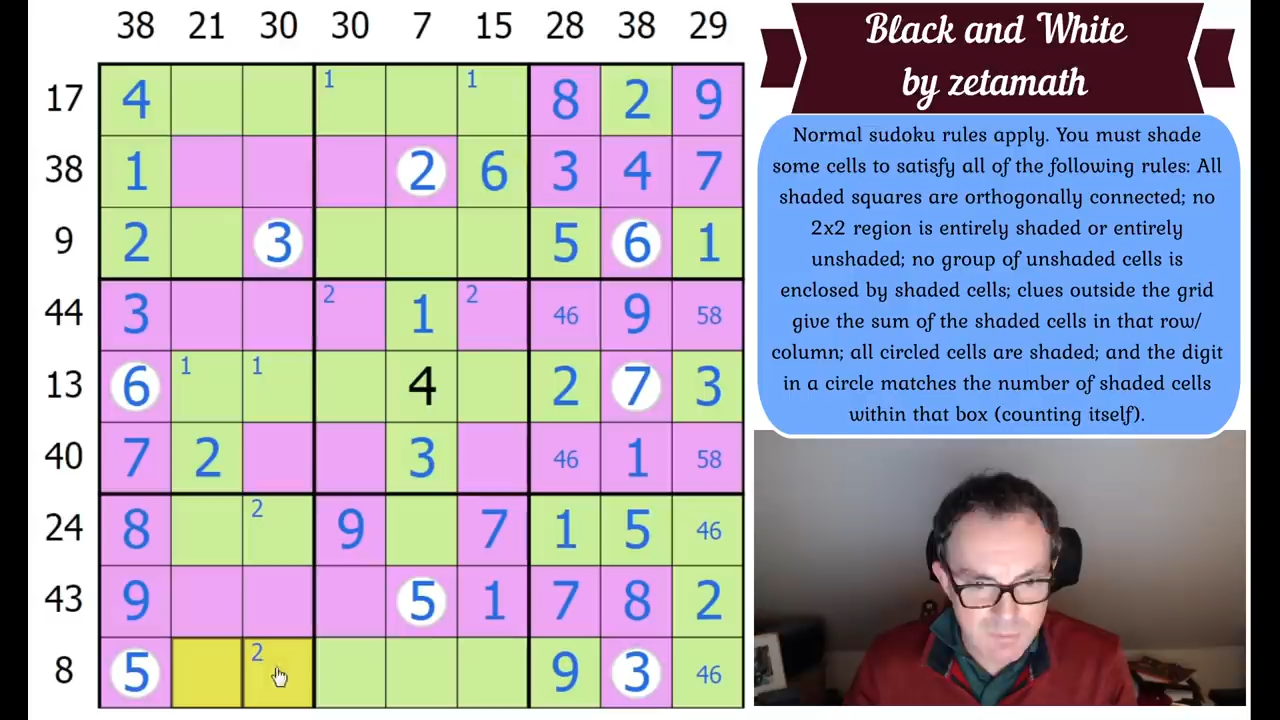 38 21 30 30 7 15 28 38 29
Black and White
by zetamath
17 4 1 1 8 2 9
Normal sudoku rules apply. You must shade
some cells to satisfy all of the following rules: All
shaded squares are orthogonally connected; no
2x2 region is entirely shaded or entirely
unshaded; no group of unshaded cells is
enclosed by shaded cells; clues outside the grid
give the sum of the shaded cells in that row/
column; all circled cells are shaded; and the digit
in a circle matches the number of shaded cells
within that box (counting itself).
38 1 2 6 3 4 7
9 2 3 5 6 1
44 3 2 1 2 46 9 58
13 6 1 1 4 2 7 3
40 7 2 3 46 1 58
24 8 2 9 7 1 5 46
43 9 5 1 7 8 2
8 5 2 9 3 46